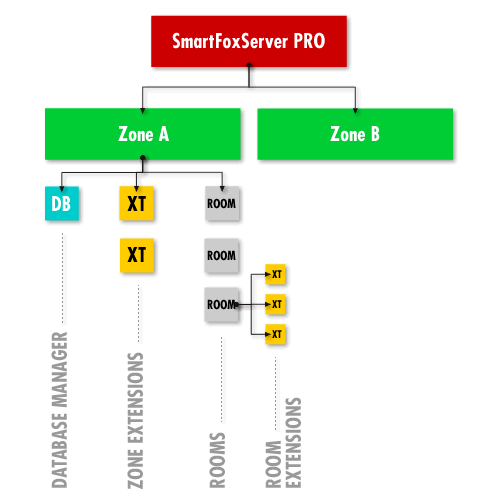 SmartFoxServer PRO
Zone A
Zone B
DB
XT
ROOM
XT
ROOM
ROOM
XT
XT
XT
DATABASE MANAGER
ZONE EXTENSIONS
ROOMS
ROOM
EXTENSIONS